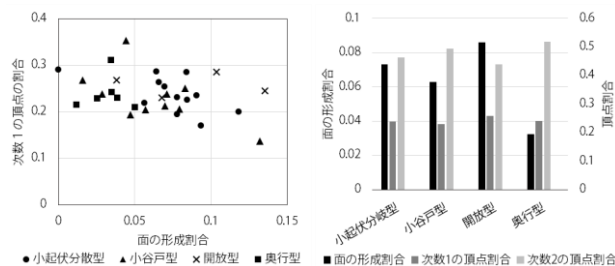 0.4
0.3
0.2
0.1
0
次数1の頂点の割合
0
0.05
0.1
0.15
面の形成割合
●小起伏分散型 ▲小谷戸型 ×開放型 ■奥行型
0.1
0.08
0.06
0.04
0.02
0
面の形成割合
0.6
0.5
0.4
0.3
0.2
0.1
0
頂点割合
小起伏分岐型
小谷戸型
開放型
奥行型
■面の形成割合 ■次数1の頂点割合 ■次数2の頂点割合